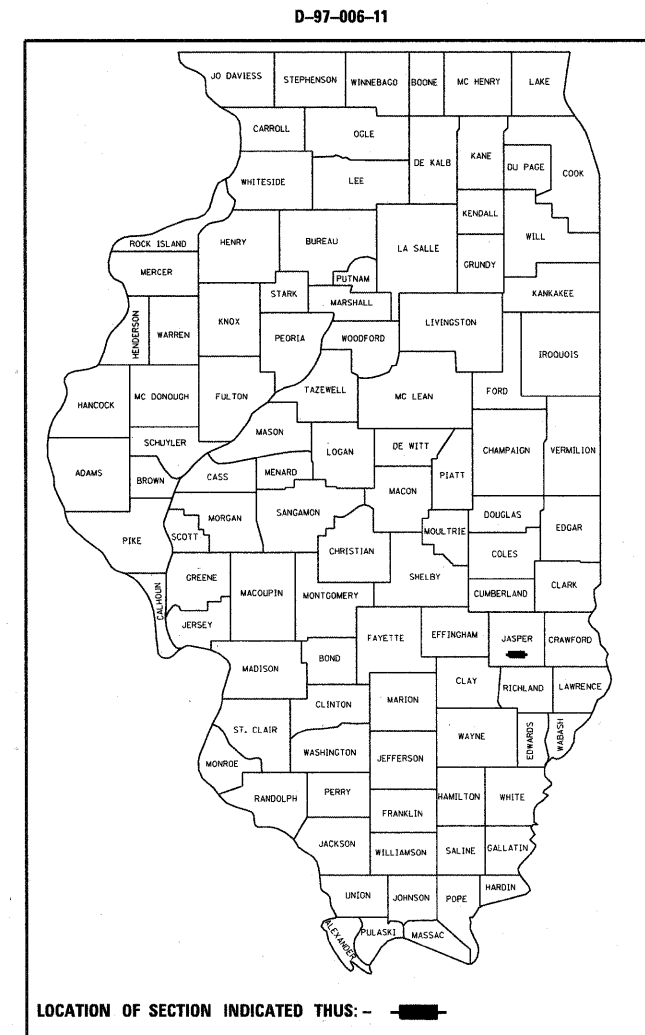 D-97-006-11
JO DAVIESS STEPHENSON WINNEBAGO BOONE MC HENRY LAKE
CARROLL OGLE
DE KALB KANE DU PAGE COOK
WHITESIDE LEE
KENDALL
ROCK ISLAND HENRY BUREAU LA SALLE WILL
MERCER PUTNAM GRUNDY
STARK MARSHALL KANKAKEE
HENDERSON WARREN KNOX PEORIA WOODFORD LIVINGSTON
IROQUOIS
HANCOCK MC DONOUGH FULTON TAZEWELL MC LEAN FORD
SCHUYLER MASON
LOGAN DE WITT CHAMPAIGN VERMILION
ADAMS BROWN CASS MENARD PIATT
MACON
PIKE SCOTT MORGAN SANGAMON MOULTRIE DOUGLAS EDGAR
CHRISTIAN COLES
CALHOUN GREENE MACOUPIN MONTGOMERY SHELBY CLARK
CUMBERLAND
JERSEY
FAYETTE EFFINGHAM JASPER CRAWFORD
MADISON BOND
CLAY RICHLAND LAWRENCE
CLINTON MARION
ST. CLAIR WAYNE EDWARDS WABASH
WASHINGTON JEFFERSON
MONROE
RANDOLPH PERRY HAMILTON WHITE
FRANKLIN
JACKSON WILLIAMSON SALINE GALLATIN
UNION JOHNSON POPE HARDIN
ALEXANDER PULASKI MASSAC
LOCATION OF SECTION INDICATED THUS: -